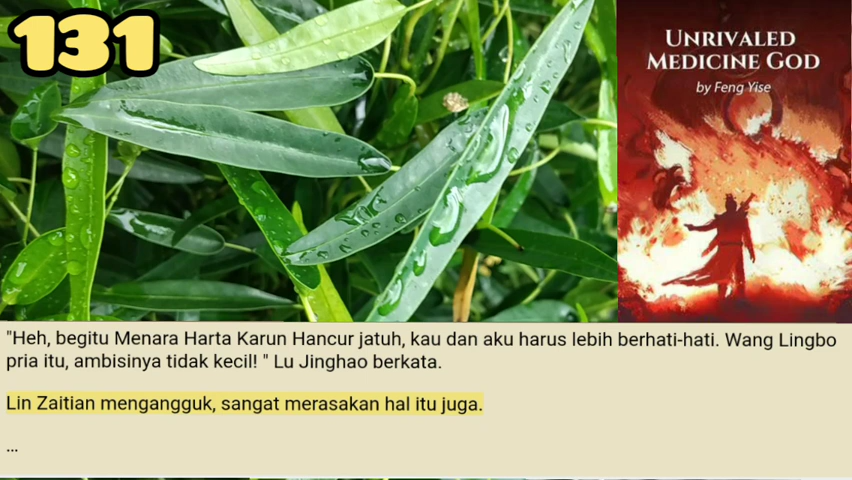 131
UNRIVALED
MEDICINE GOD
by Feng Yise
"Heh, begitu Menara Harta Karun Hancur jatuh, kau dan aku harus lebih berhati-hati. Wang Lingbo
pria itu, ambisinya tidak kecil! " Lu Jinghao berkata.
Lin Zaitian mengangguk, sangat merasakan hal itu juga.
...